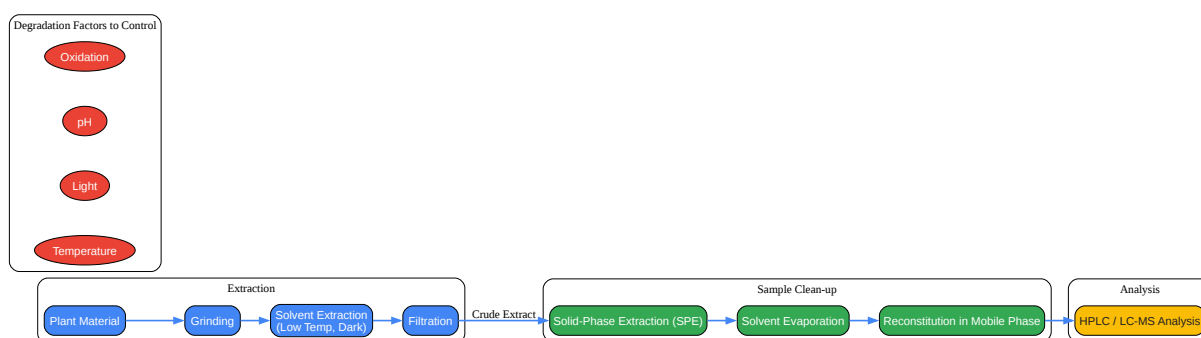 Degradation Factors to Control
Oxidation
pH
Light
Temperature
Extraction
Plant Material
Grinding
Solvent Extraction
(Low Temp, Dark)
Filtration
Crude Extract
Sample Clean-up
Solid-Phase Extraction (SPE)
Solvent Evaporation
Reconstitution in Mobile Phase
Analysis
HPLC / LC-MS Analysis